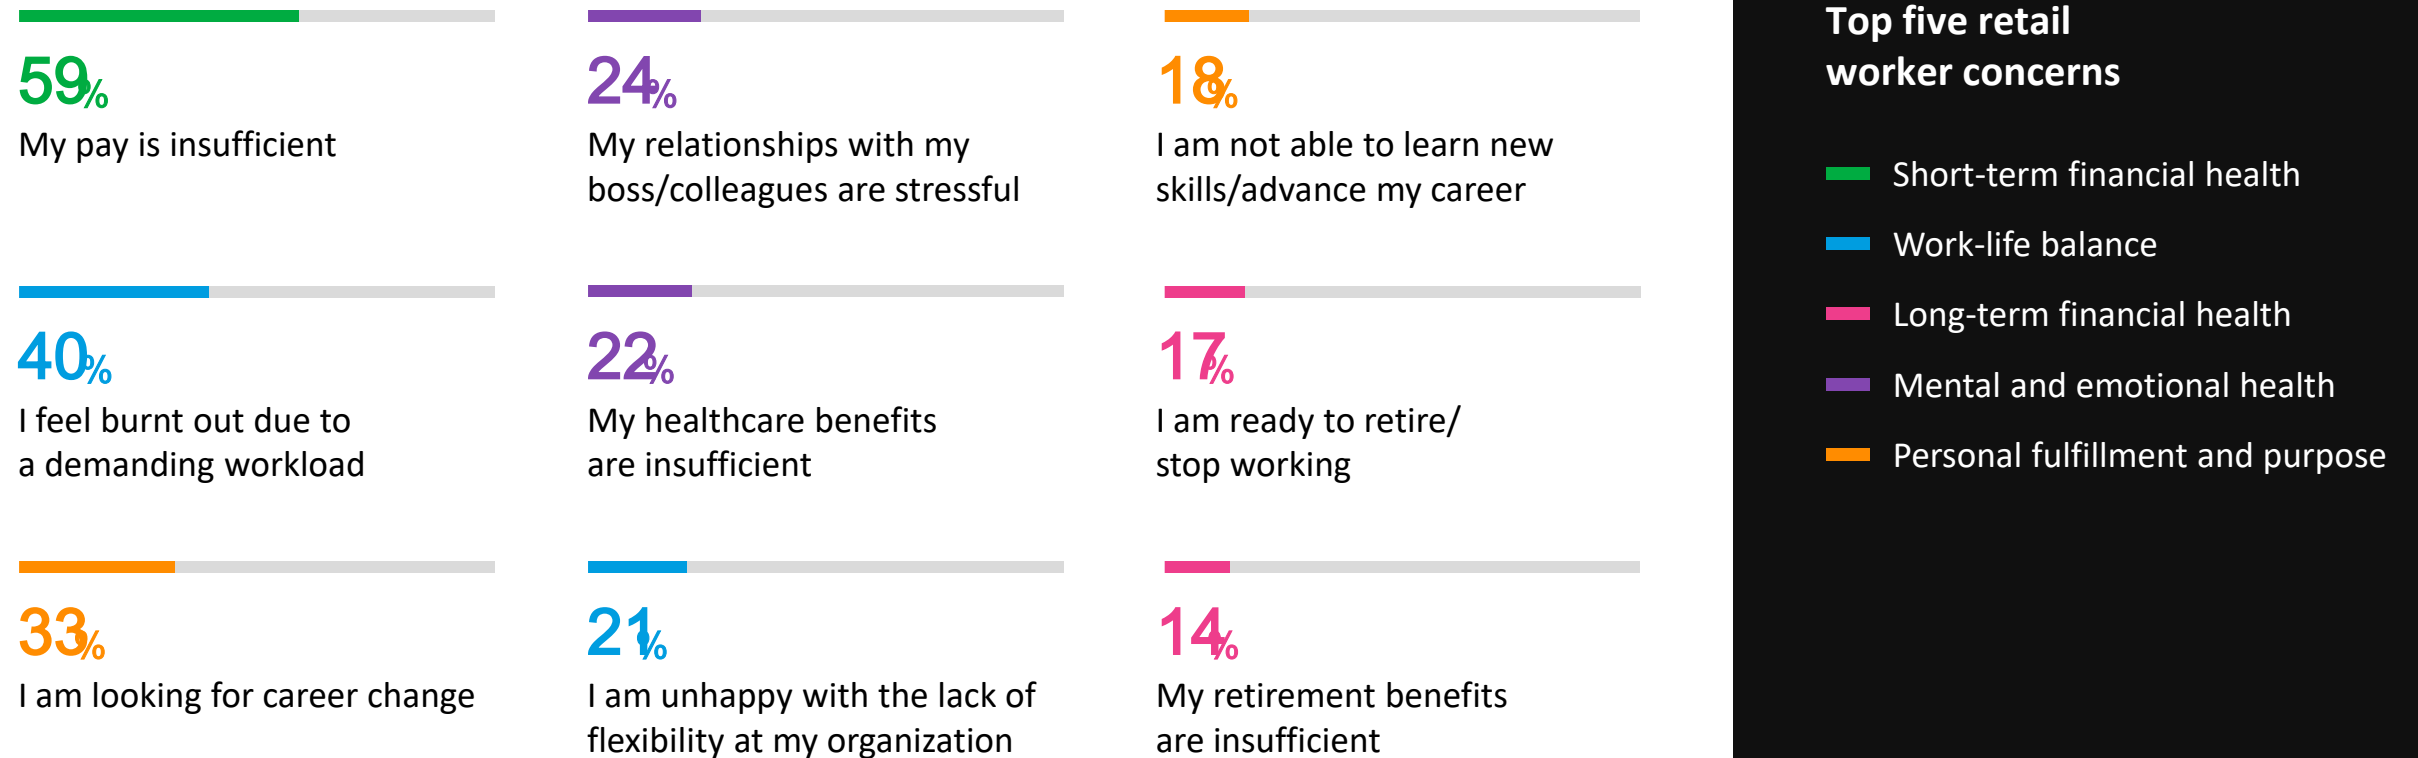 59%
My pay is insufficient
40%
I feel burnt out due to
a demanding workload
33%
I am looking for career change
24%
My relationships with my
boss/colleagues are stressful
22%
My healthcare benefits
are insufficient
21%
I am unhappy with the lack of
flexibility at my organization
18%
I am not able to learn new
skills/advance my career
17%
I am ready to retire/
stop working
14%
My retirement benefits
are insufficient
Top five retail
worker concerns
Short-term financial health
Work-life balance
Long-term financial health
Mental and emotional health
Personal fulfillment and purpose